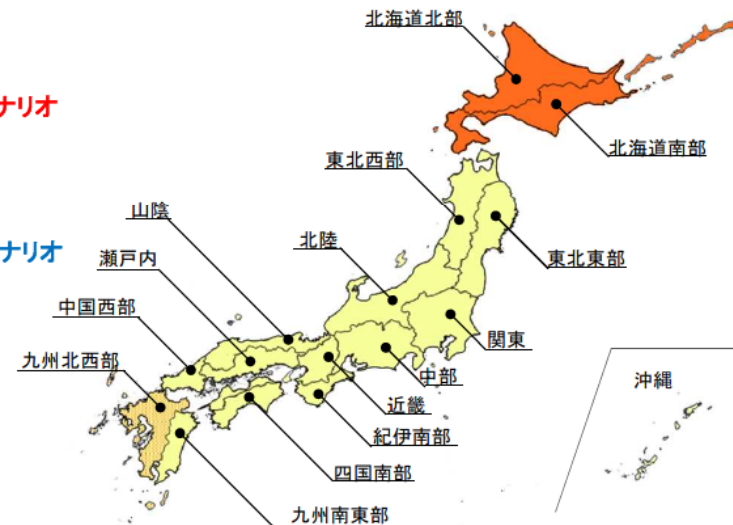 北海道北部
ナリオ
北海道南部
東北西部
山陰
北陸
ナリオ
東北東部
瀬戸内
中国西部
関東
九州北西部
中部
沖縄
近畿
紀伊南部
四国南部
九州南東部